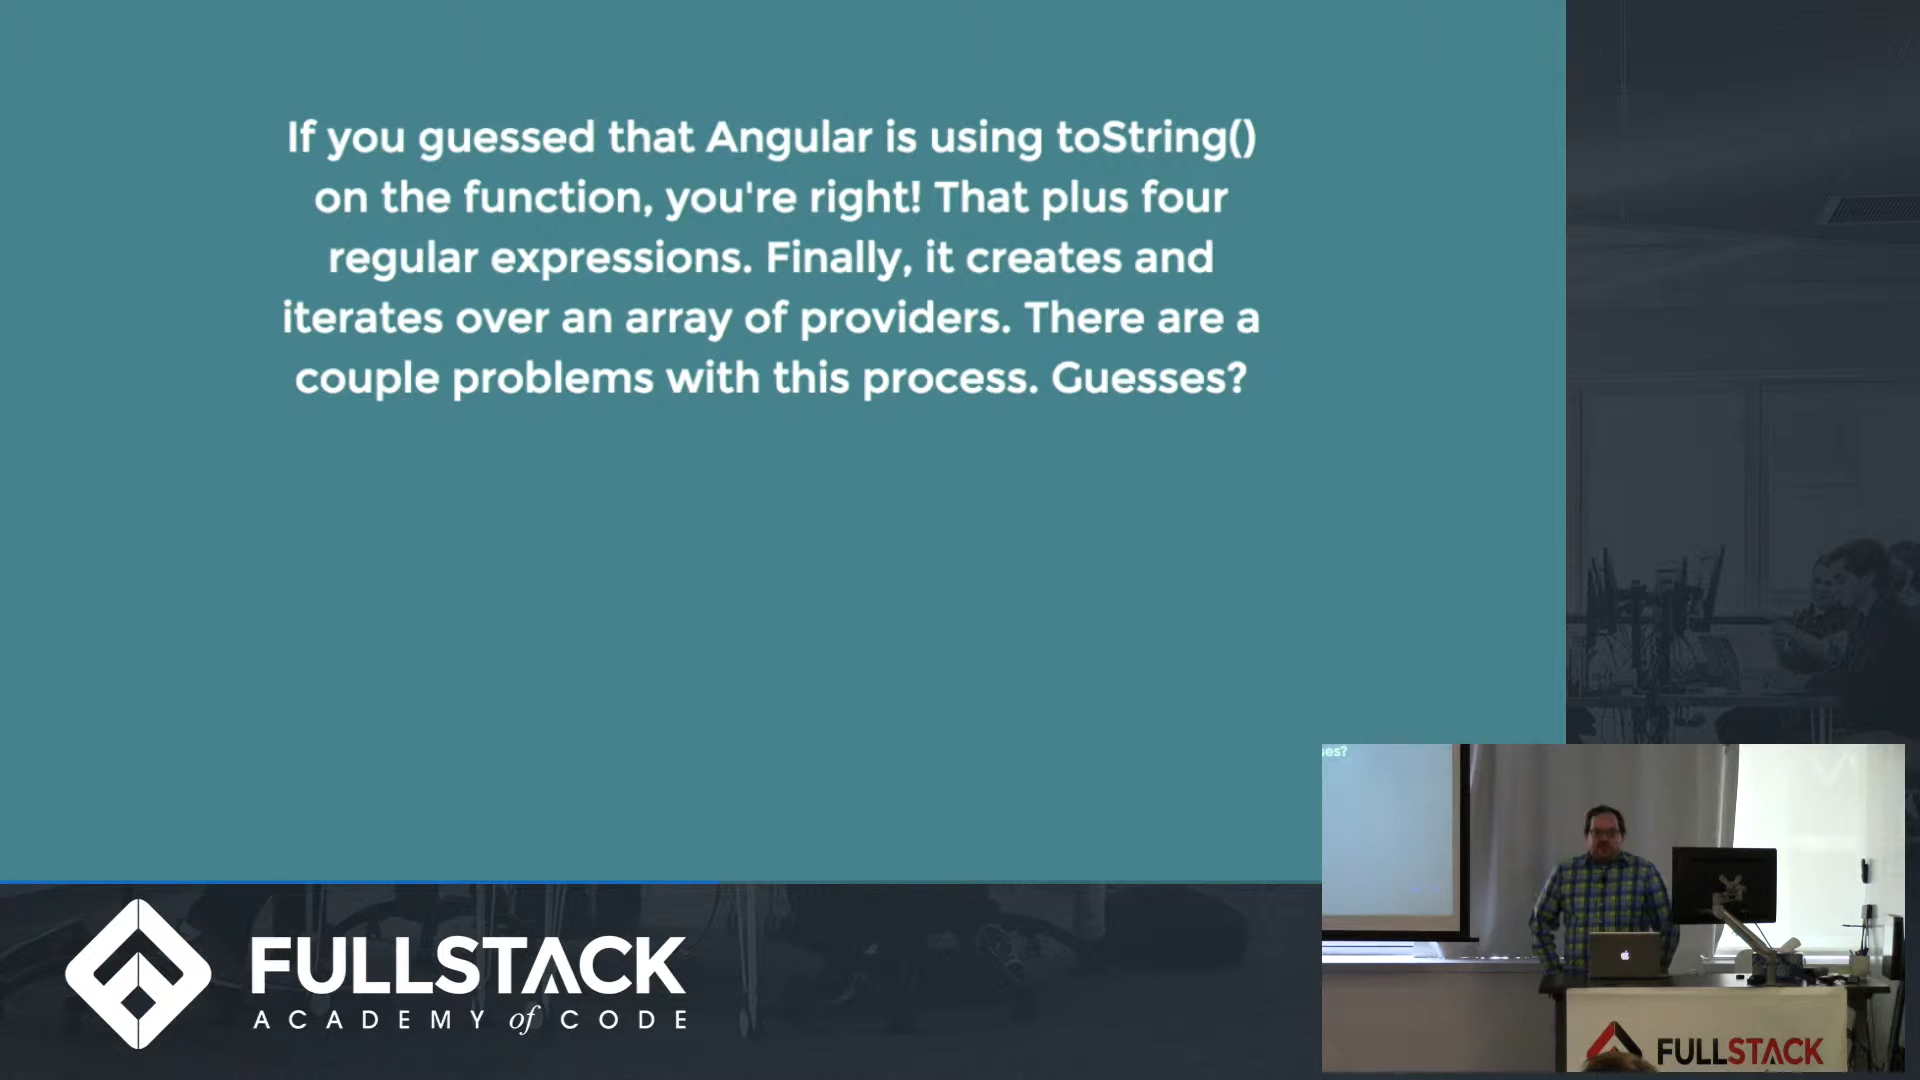 If you guessed that Angular is using toString()
on the function, you're right! That plus four
regular expressions. Finally, it creates and
iterates over an array of providers. There are a
couple problems with this process. Guesses?
ses?
FULLSTACK
ACADEMY of CODE
FULLSTACK